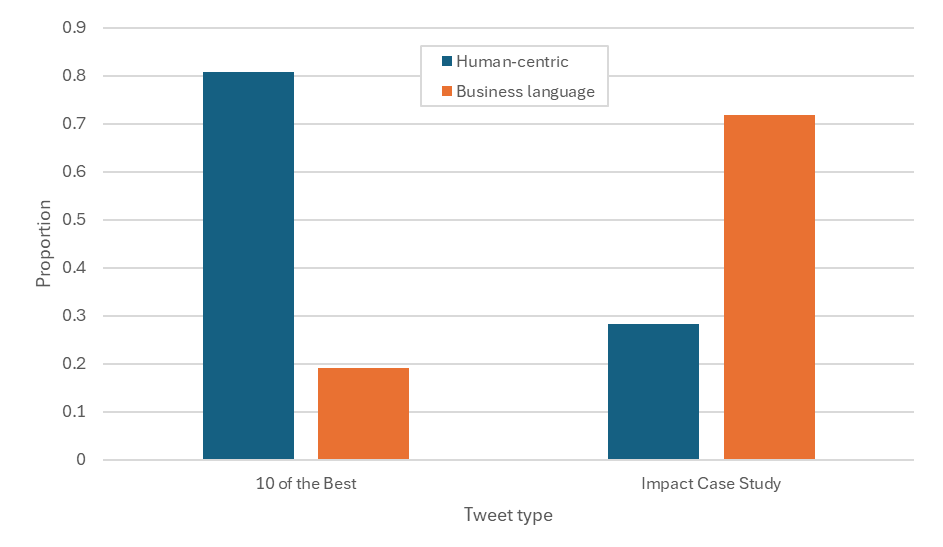 0.9
0.8
0.7
0.6
0.5
0.4
0.3
0.2
0.1
0
Proportion
Human-centric
Business language
10 of the Best
Impact Case Study
Tweet type